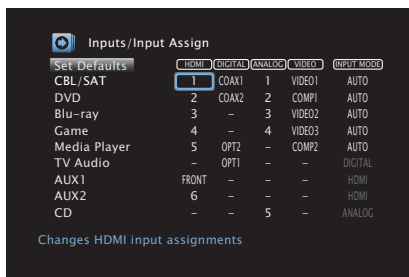 Inputs/Input Assign
Set Defaults HDMI DIGITAL ANALOG VIDEO INPUT MODE
CBL/SAT 1 COAX1 1 VIDEO1 AUTO
DVD 2 COAX2 2 COMP1 AUTO
Blu-ray 3 – 3 VIDEO2 AUTO
Game 4 – 4 VIDEO3 AUTO
Media Player 5 OPT2 – COMP2 AUTO
TV Audio – OPT1 – – DIGITAL
AUX1 FRONT – – – HDMI
AUX2 6 – – – HDMI
CD – – 5 – ANALOG
Changes HDMI input assignments